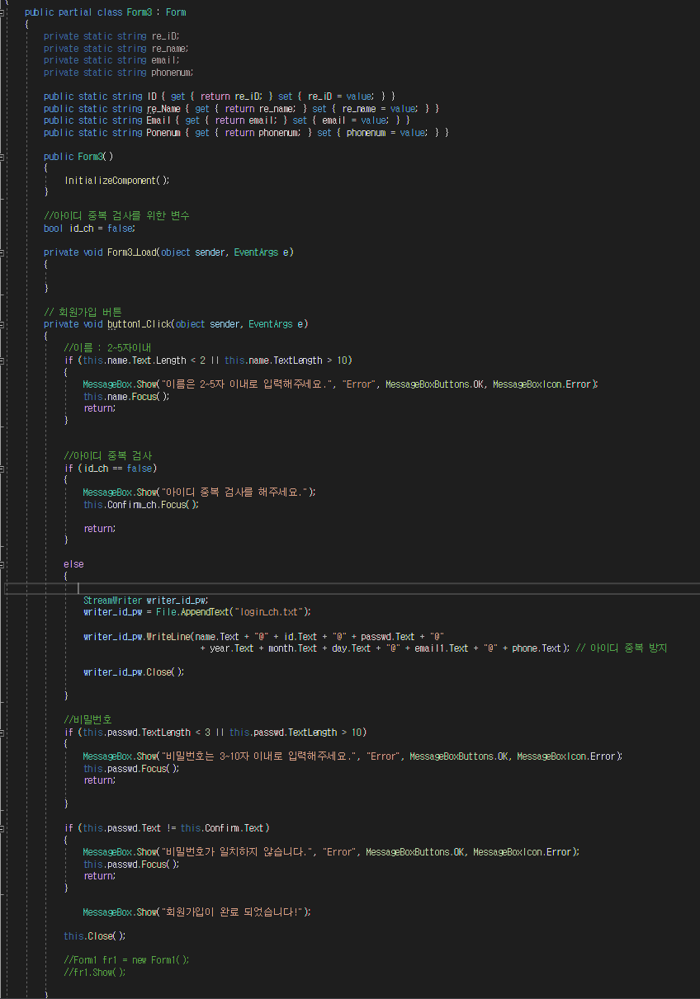 public partial class Form3 : Form
{
private static string re_iD;
private static string re_name;
private static string email;
private static string phonenum;
public static string ID { get { return re_iD; } set { re_iD = value; } }
public static string re_Name { get { return re_name; } set { re_name = value; } }
public static string Email { get { return email; } set { email = value; } }
public static string Ponenum { get { return phonenum; } set { phonenum = value; } }
public Form3()
{
InitializeComponent();
}
//아이디 중복 검사를 위한 변수
bool id_ch = false;
private void Form3_Load(object sender, EventArgs e)
{
}
// 회원가입 버튼
private void button1_Click(object sender, EventArgs e)
{
//이름 : 2~5자이내
if (this.name.Text.Length < 2 || this.name.TextLength > 10)
{
MessageBox.Show("이름은 2~5자 이내로 입력해주세요.", "Error", MessageBoxButtons.OK, MessageBoxIcon.Error);
this.name.Focus();
return;
}
//아이디 중복 검사
if (id_ch == false)
{
MessageBox.Show("아이디 중복 검사를 해주세요.");
this.Confirm_ch.Focus();
return;
}
else
{
StreamWriter writer_id_pw;
writer_id_pw = File.AppendText("login_ch.txt");
writer_id_pw.WriteLine(name.Text + "@" + id.Text + "@" + passwd.Text + "@"
+ year.Text + month.Text + day.Text + "@" + email1.Text + "@" + phone.Text); // 아이디 중복 방지
writer_id_pw.Close();
}
//비밀번호
if (this.passwd.TextLength < 3 || this.passwd.TextLength > 10)
{
MessageBox.Show("비밀번호는 3~10자 이내로 입력해주세요.", "Error", MessageBoxButtons.OK, MessageBoxIcon.Error);
this.passwd.Focus();
return;
}
if (this.passwd.Text != this.Confirm.Text)
{
MessageBox.Show("비밀번호가 일치하지 않습니다.", "Error", MessageBoxButtons.OK, MessageBoxIcon.Error);
this.passwd.Focus();
return;
}
MessageBox.Show("회원가입이 완료 되었습니다!");
this.Close();
//Form1 fr1 = new Form1();
//fr1.Show();
}